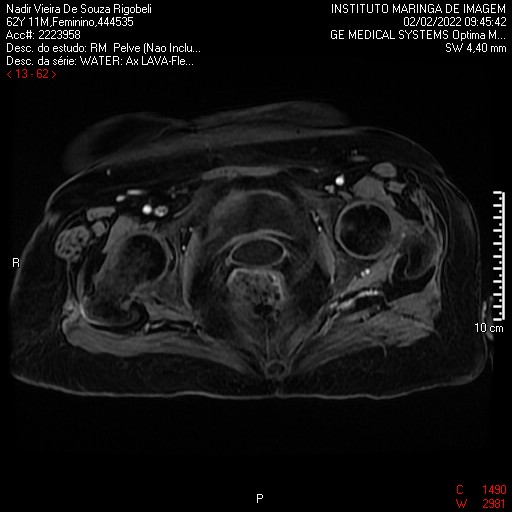 Nadir Vieira De Souza Rigobeli
62Y 11M,Feminino,444535
Acc#: 2223958
Desc. do estudo: RM Pelve (Nao Inclu...
Desc. da série: WATER: Ax LAVA-Fle...
< 13 - 62 >
INSTITUTO MARINGA DE IMAGEM
02/02/2022 09:45:42
GE MEDICAL SYSTEMS Optima M...
SW 4,40 mm
R
10 cm
P
C 1490
W 2981